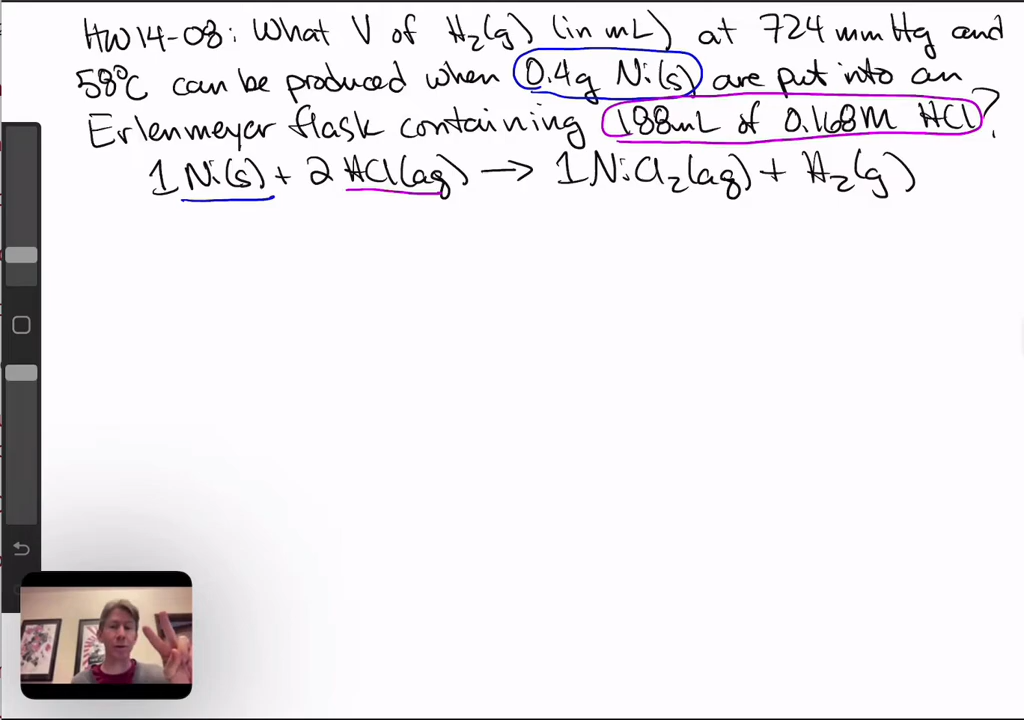 HW14-08: What V of H₂(g) (in mL) at 724 mmHg and
58°C can be produced when 0.4g Ni(s) are put into an
Erlenmeyer flask containing 188mL of 0.168M HCl?
1 Ni(s) + 2 HCl(aq) → 1 NiCl₂(aq) + H₂(g)